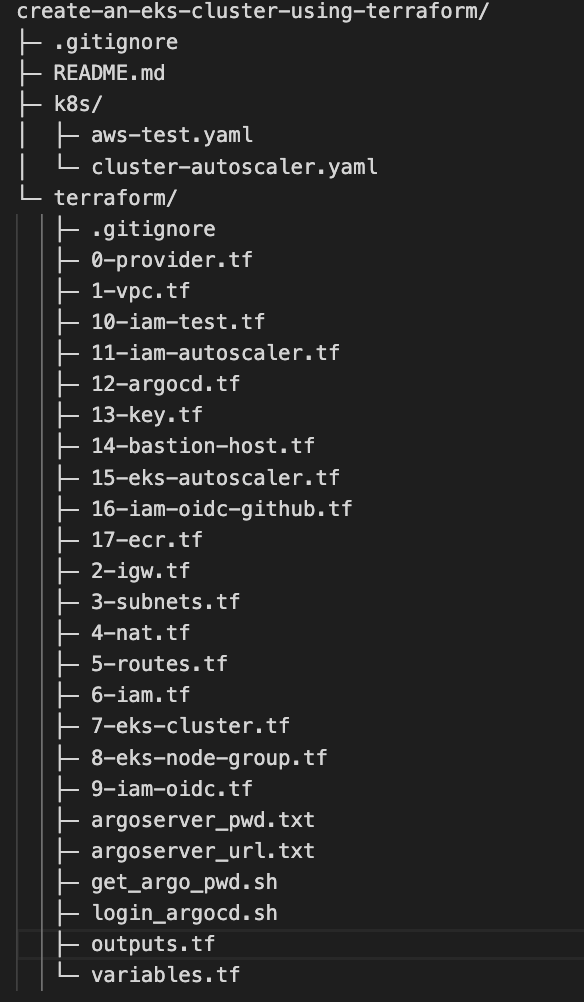 create-an-eks-cluster-using-terraform/
├─ .gitignore
├─ README.md
├─ k8s/
│  ├─ aws-test.yaml
│  └─ cluster-autoscaler.yaml
└─ terraform/
   ├─ .gitignore
   ├─ 0-provider.tf
   ├─ 1-vpc.tf
   ├─ 10-iam-test.tf
   ├─ 11-iam-autoscaler.tf
   ├─ 12-argocd.tf
   ├─ 13-key.tf
   ├─ 14-bastion-host.tf
   ├─ 15-eks-autoscaler.tf
   ├─ 16-iam-oidc-github.tf
   ├─ 17-ecr.tf
   ├─ 2-igw.tf
   ├─ 3-subnets.tf
   ├─ 4-nat.tf
   ├─ 5-routes.tf
   ├─ 6-iam.tf
   ├─ 7-eks-cluster.tf
   ├─ 8-eks-node-group.tf
   ├─ 9-iam-oidc.tf
   ├─ argoserver_pwd.txt
   ├─ argoserver_url.txt
   ├─ get_argo_pwd.sh
   ├─ login_argocd.sh
   ├─ outputs.tf
   └─ variables.tf